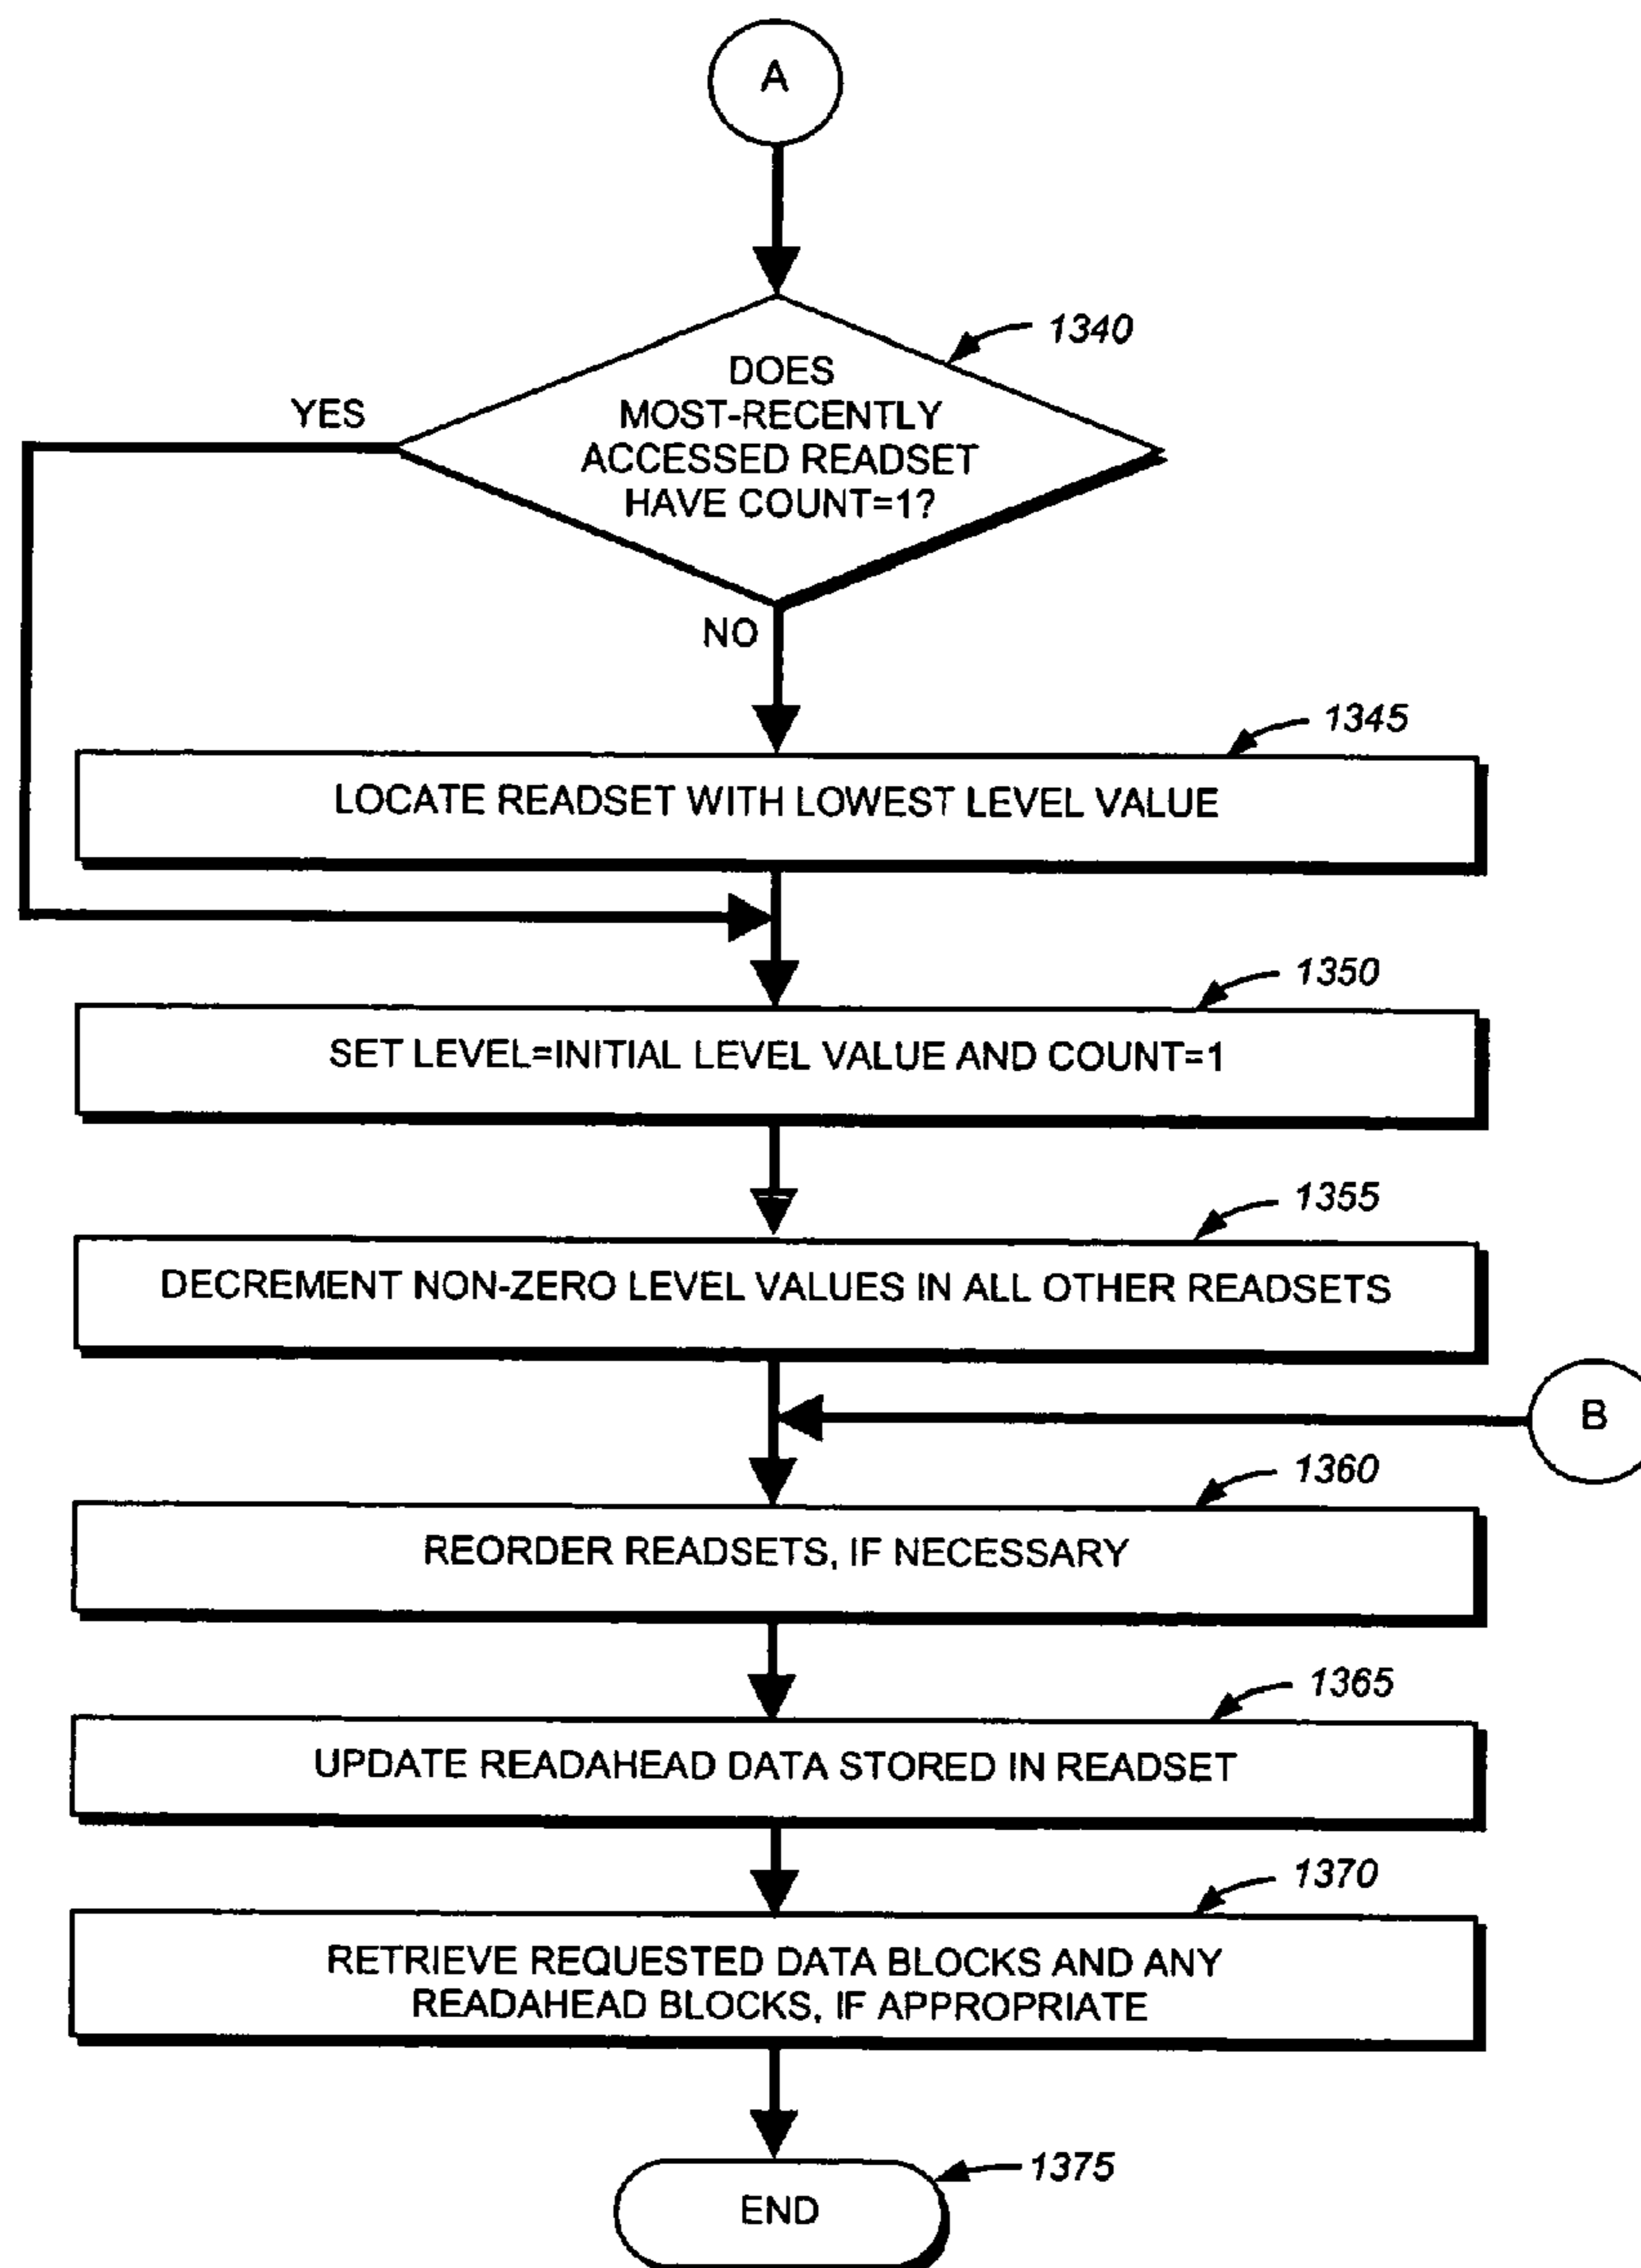 A
1340
DOES
MOST-RECENTLY
ACCESSED READSET
HAVE COUNT=1?
YES
NO
1345
LOCATE READSET WITH LOWEST LEVEL VALUE
1350
SET LEVEL=INITIAL LEVEL VALUE AND COUNT=1
1355
DECREMENT NON-ZERO LEVEL VALUES IN ALL OTHER READSETS
B
1360
REORDER READSETS, IF NECESSARY
1365
UPDATE READAHEAD DATA STORED IN READSET
1370
RETRIEVE REQUESTED DATA BLOCKS AND ANY
READAHEAD BLOCKS, IF APPROPRIATE
1375
END